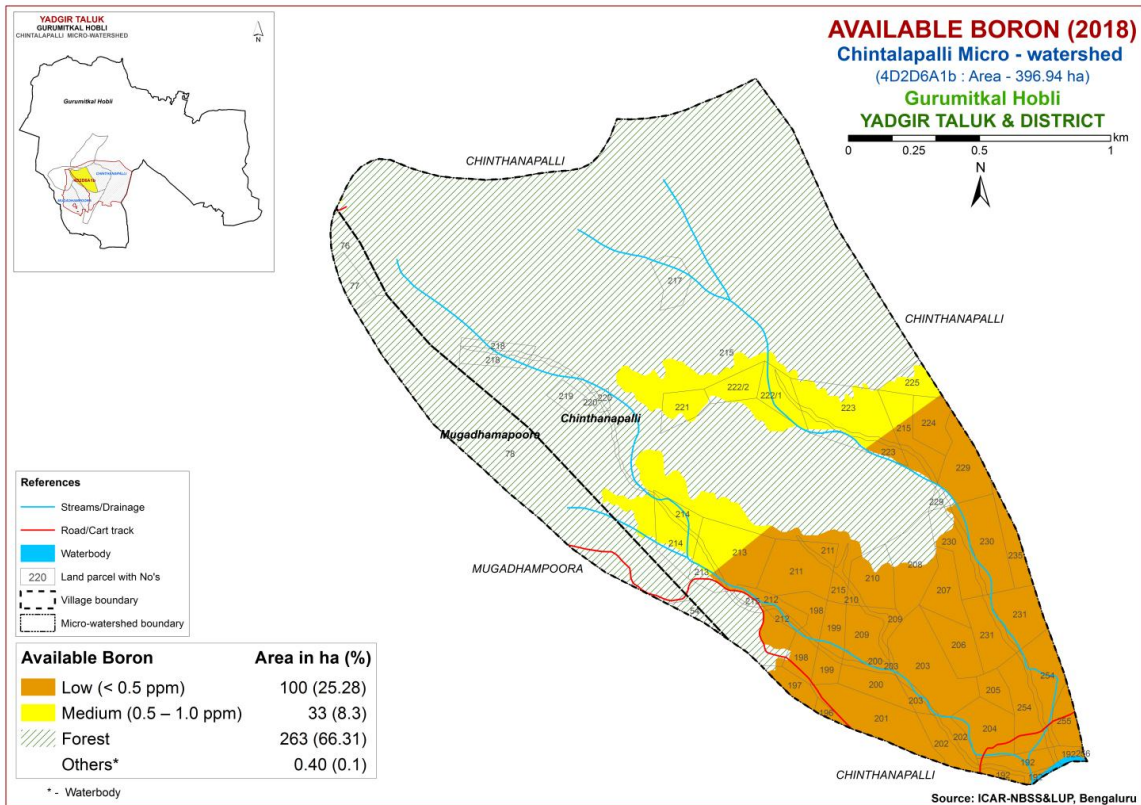 YADGIR TALUK
GURUMITKAL HOBLI
CHINTALAPALLI MICRO-WATERSHED
N
Gurumitkal Hobli
4D2D6A1b
CHINTHANAPALLI
MUGADHAMPOORA
AVAILABLE BORON (2018)
Chintalapalli Micro - watershed
(4D2D6A1b : Area - 396.94 ha)
Gurumitkal Hobli
YADGIR TALUK & DISTRICT
km
0 0.25 0.5 1
N
CHINTHANAPALLI
76
77
217
CHINTHANAPALLI
218
218
215
225
219
220
220
221
222/2
222/1
223
215
224
Chinthanapalli
Mugadhamapoora
78
223
229
229
214
214
213
211
230
230
235
MUGADHAMPOORA
213
211
210
208
207
54
215
212
212
198
215
210
199
209
209
206
231
231
198
199
200
203
203
254
197
200
203
205
196
201
202
202
204
254
255
192
192
256
192
192
CHINTHANAPALLI
References
Streams/Drainage
Road/Cart track
Waterbody
220 Land parcel with No's
Village boundary
Micro-watershed boundary
Available Boron Area in ha (%)
Low (< 0.5 ppm) 100 (25.28)
Medium (0.5 – 1.0 ppm) 33 (8.3)
Forest 263 (66.31)
Others* 0.40 (0.1)
* - Waterbody
Source: ICAR-NBSS&LUP, Bengaluru